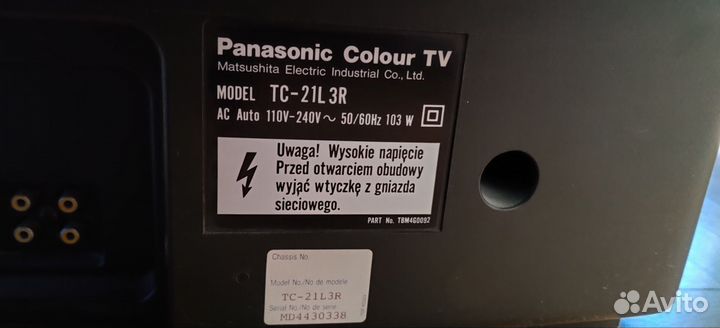 Panasonic Colour TV
Matsushita Electric Industrial Co., Ltd.
MODEL TC-21L3R
AC Auto 110V-240V~ 50/60Hz 103 W
Uwaga! Wysokie napięcie
Przed otwarciem obudowy
wyjąć wtyczkę z gniazda
sieciowego.
PART No. TBM4G0092
Chassis No.
Model No./No de modele
TC-21L3R
Serial No./No de serie
MD4430338
Avito